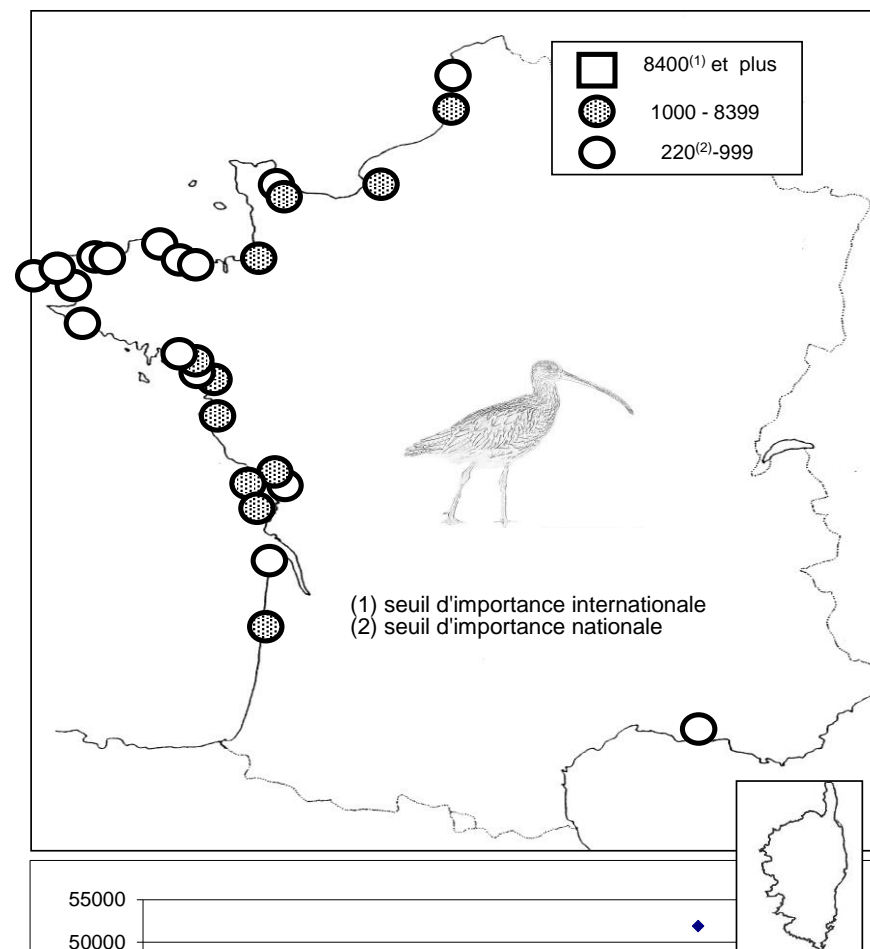 8400(1) et plus
1000 - 8399
220(2)-999
(1) seuil d'importance internationale
(2) seuil d'importance nationale
55000
50000